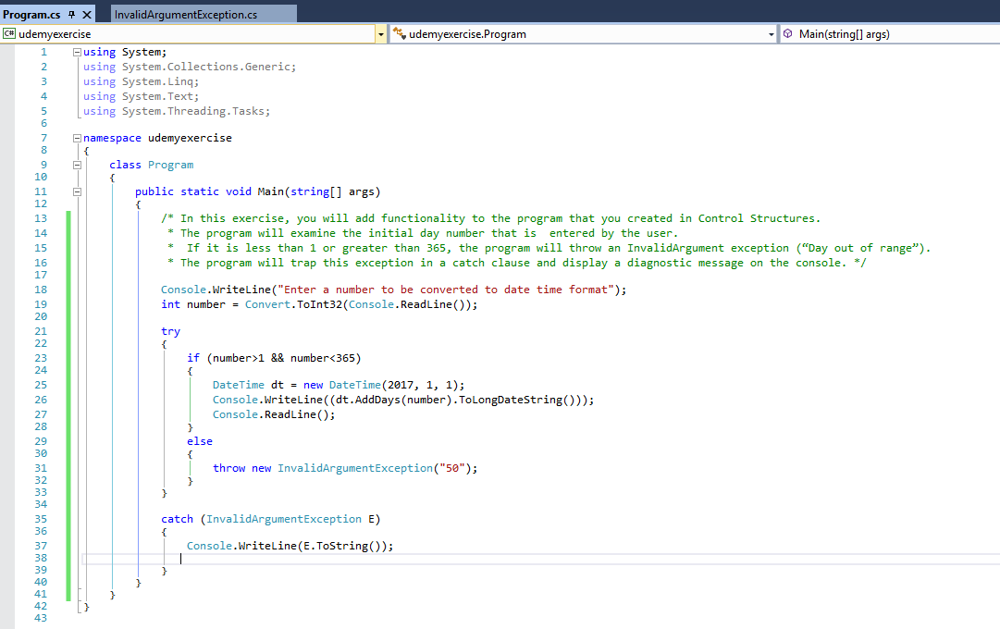 Program.cs
InvalidArgumentException.cs
C# udemyexercise
udemyexercise.Program
Main(string[] args)
1 using System;
2 using System.Collections.Generic;
3 using System.Linq;
4 using System.Text;
5 using System.Threading.Tasks;
6
7 namespace udemyexercise
8 {
9 class Program
10 {
11 public static void Main(string[] args)
12 {
13 /* In this exercise, you will add functionality to the program that you created in Control Structures.
14 * The program will examine the initial day number that is  entered by the user.
15 *  If it is less than 1 or greater than 365, the program will throw an InvalidArgument exception (“Day out of range”).
16 * The program will trap this exception in a catch clause and display a diagnostic message on the console. */
17
18 Console.WriteLine("Enter a number to be converted to date time format");
19 int number = Convert.ToInt32(Console.ReadLine());
20
21 try
22 {
23 if (number>1 && number<365)
24 {
25 DateTime dt = new DateTime(2017, 1, 1);
26 Console.WriteLine((dt.AddDays(number).ToLongDateString()));
27 Console.ReadLine();
28 }
29 else
30 {
31 throw new InvalidArgumentException("50");
32 }
33 }
34
35 catch (InvalidArgumentException E)
36 {
37 Console.WriteLine(E.ToString());
38
39 }
40 }
41 }
42 }
43